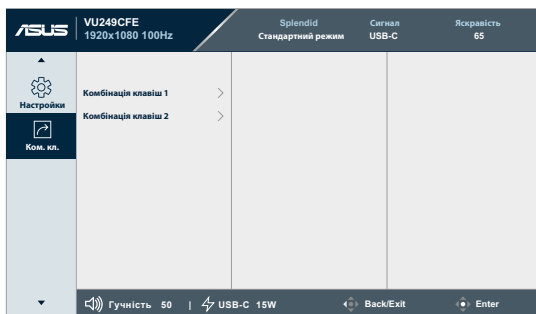 ASUS
VU249CFE
1920x1080 100Hz
Splendid
Стандартний режим
Сигнал
USB-C
Яскравість
65
Настройки
Ком. кл.
Комбінація клавіш 1
Комбінація клавіш 2
Гучність 50 | USB-C 15W
Back/Exit
Enter